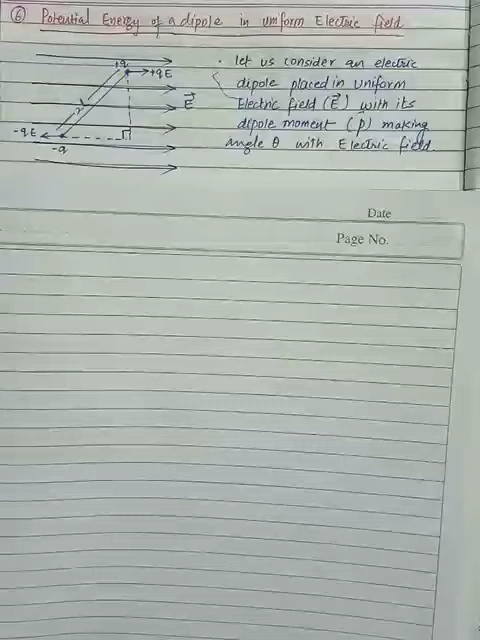 ⑥ Potential Energy of a dipole in uniform Electric field
+q
+qE
2l
E⃗
-qE
-q
• let us consider an electric
dipole placed in uniform
Electric field (E⃗) with its
dipole moment (p⃗) making
angle θ with Electric field.
Date
Page No.